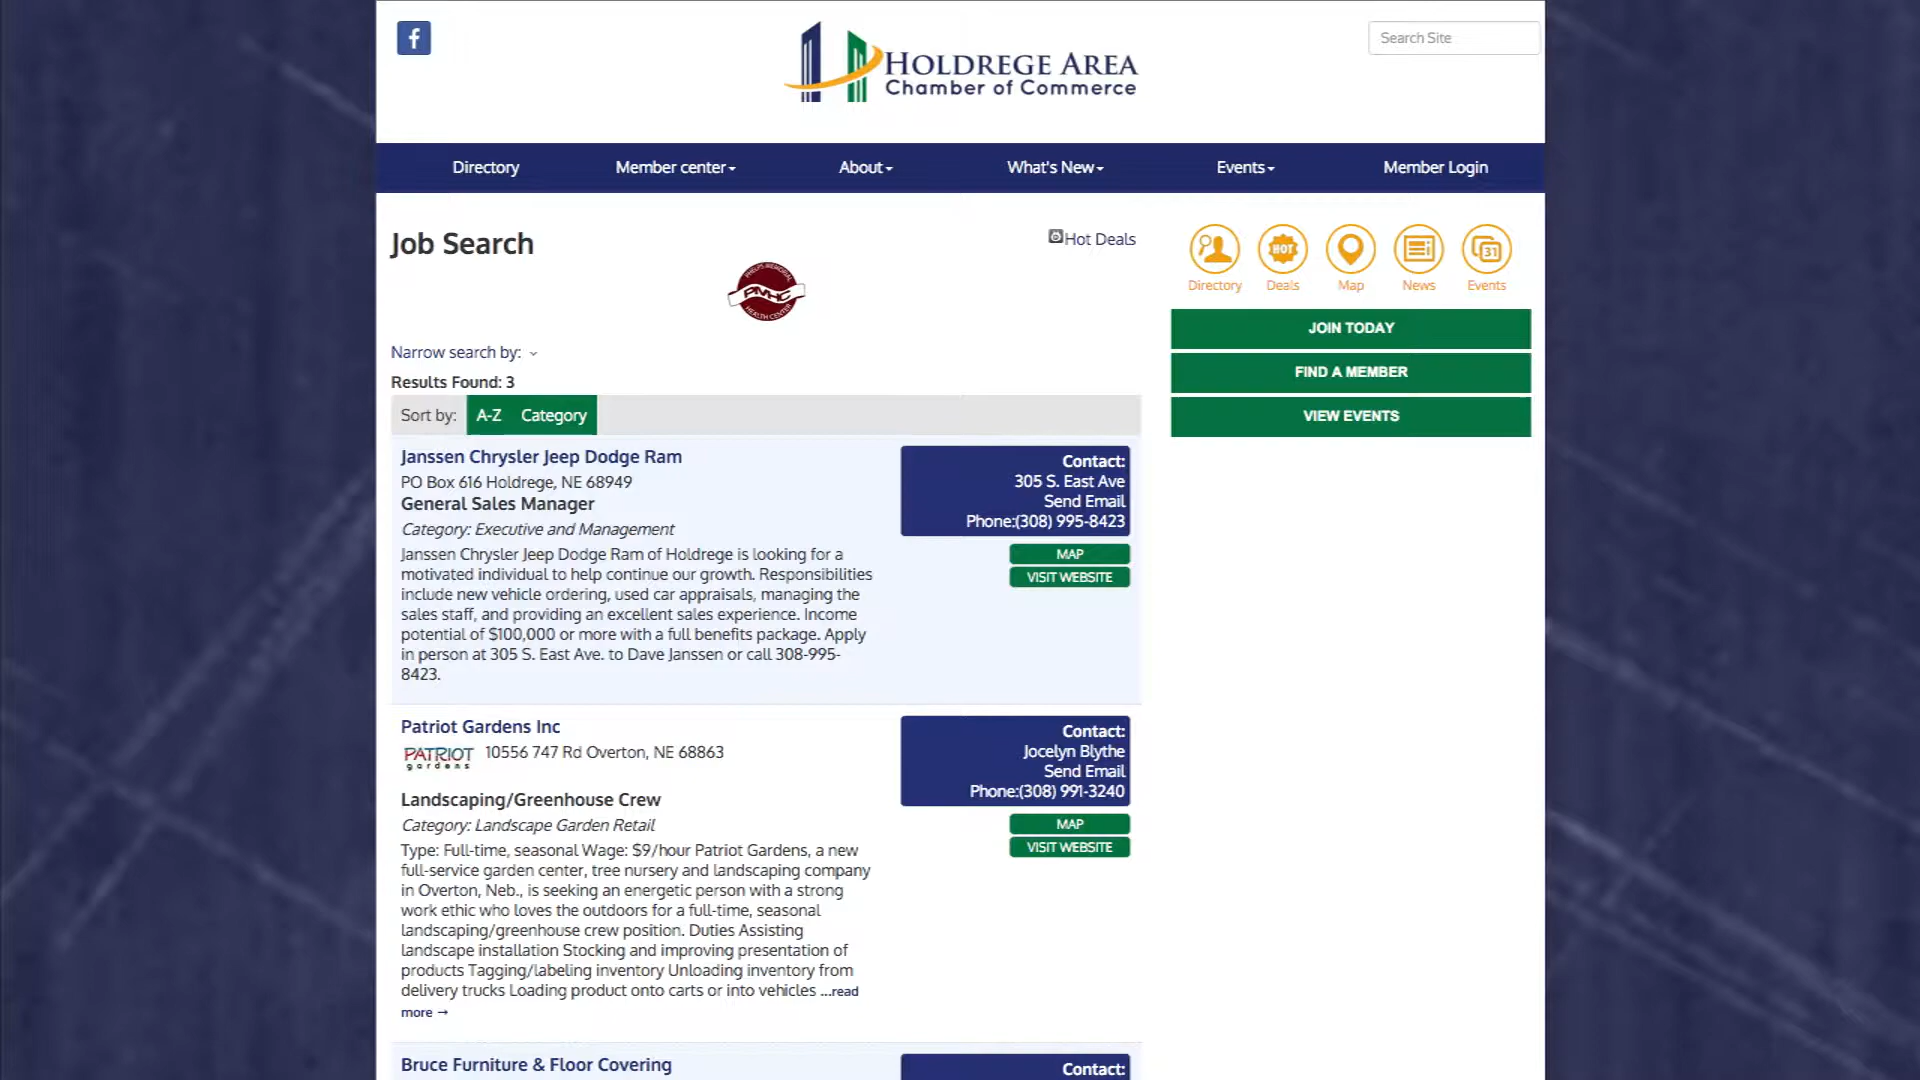 f
HOLDREGE AREA
Chamber of Commerce
Search Site
Directory Member center What's New About Events Member Login
Job Search
Hot Deals
PHELPS MEMORIAL
PMHC
HEALTH CENTER
HOT
31
Directory Deals Map News Events
JOIN TODAY
FIND A MEMBER
VIEW EVENTS
Narrow search by:
Results Found: 3
Sort by: A-Z Category
Janssen Chrysler Jeep Dodge Ram
PO Box 616 Holdrege, NE 68949
General Sales Manager
Category: Executive and Management
Janssen Chrysler Jeep Dodge Ram of Holdrege is looking for a
motivated individual to help continue our growth. Responsibilities
include new vehicle ordering, used car appraisals, managing the
sales staff, and providing an excellent sales experience. Income
potential of $100,000 or more with a full benefits package. Apply
in person at 305 S. East Ave. to Dave Janssen or call 308-995-
8423.
Contact:
305 S. East Ave
Send Email
Phone:(308) 995-8423
MAP
VISIT WEBSITE
Patriot Gardens Inc
PATRIOT
gardens
10556 747 Rd Overton, NE 68863
Landscaping/Greenhouse Crew
Category: Landscape Garden Retail
Type: Full-time, seasonal Wage: $9/hour Patriot Gardens, a new
full-service garden center, tree nursery and landscaping company
in Overton, Neb., is seeking an energetic person with a strong
work ethic who loves the outdoors for a full-time, seasonal
landscaping/greenhouse crew position. Duties Assisting
landscape installation Stocking and improving presentation of
products Tagging/labeling inventory Unloading inventory from
delivery trucks Loading product onto carts or into vehicles ...read
more →
Contact:
Jocelyn Blythe
Send Email
Phone:(308) 991-3240
MAP
VISIT WEBSITE
Bruce Furniture & Floor Covering
Contact: